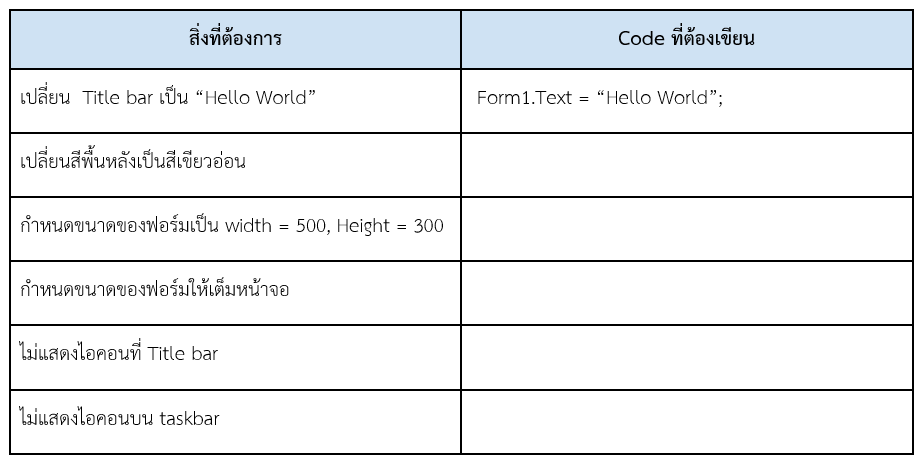 สิ่งที่ต้องการ
Code ที่ต้องเขียน
เปลี่ยน Title bar เป็น “Hello World”
Form1.Text = “Hello World”;
เปลี่ยนสีพื้นหลังเป็นสีเขียวอ่อน
กำหนดขนาดของฟอร์มเป็น width = 500, Height = 300
กำหนดขนาดของฟอร์มให้เต็มหน้าจอ
ไม่แสดงไอคอนที่ Title bar
ไม่แสดงไอคอนบน taskbar